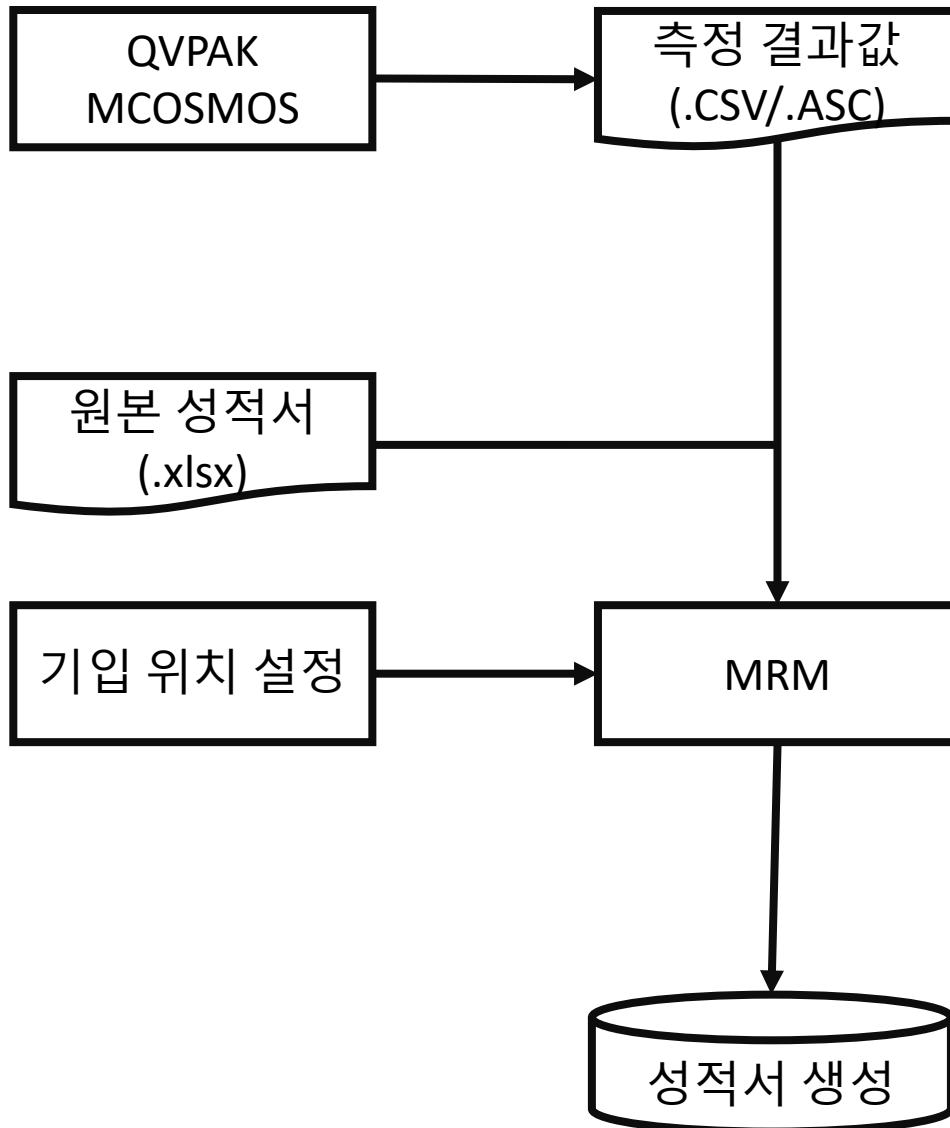 QVPAK
MCOSMOS
측정 결과값
(.CSV/.ASC)
원본 성적서
(.xlsx)
기입 위치 설정
MRM
성적서 생성